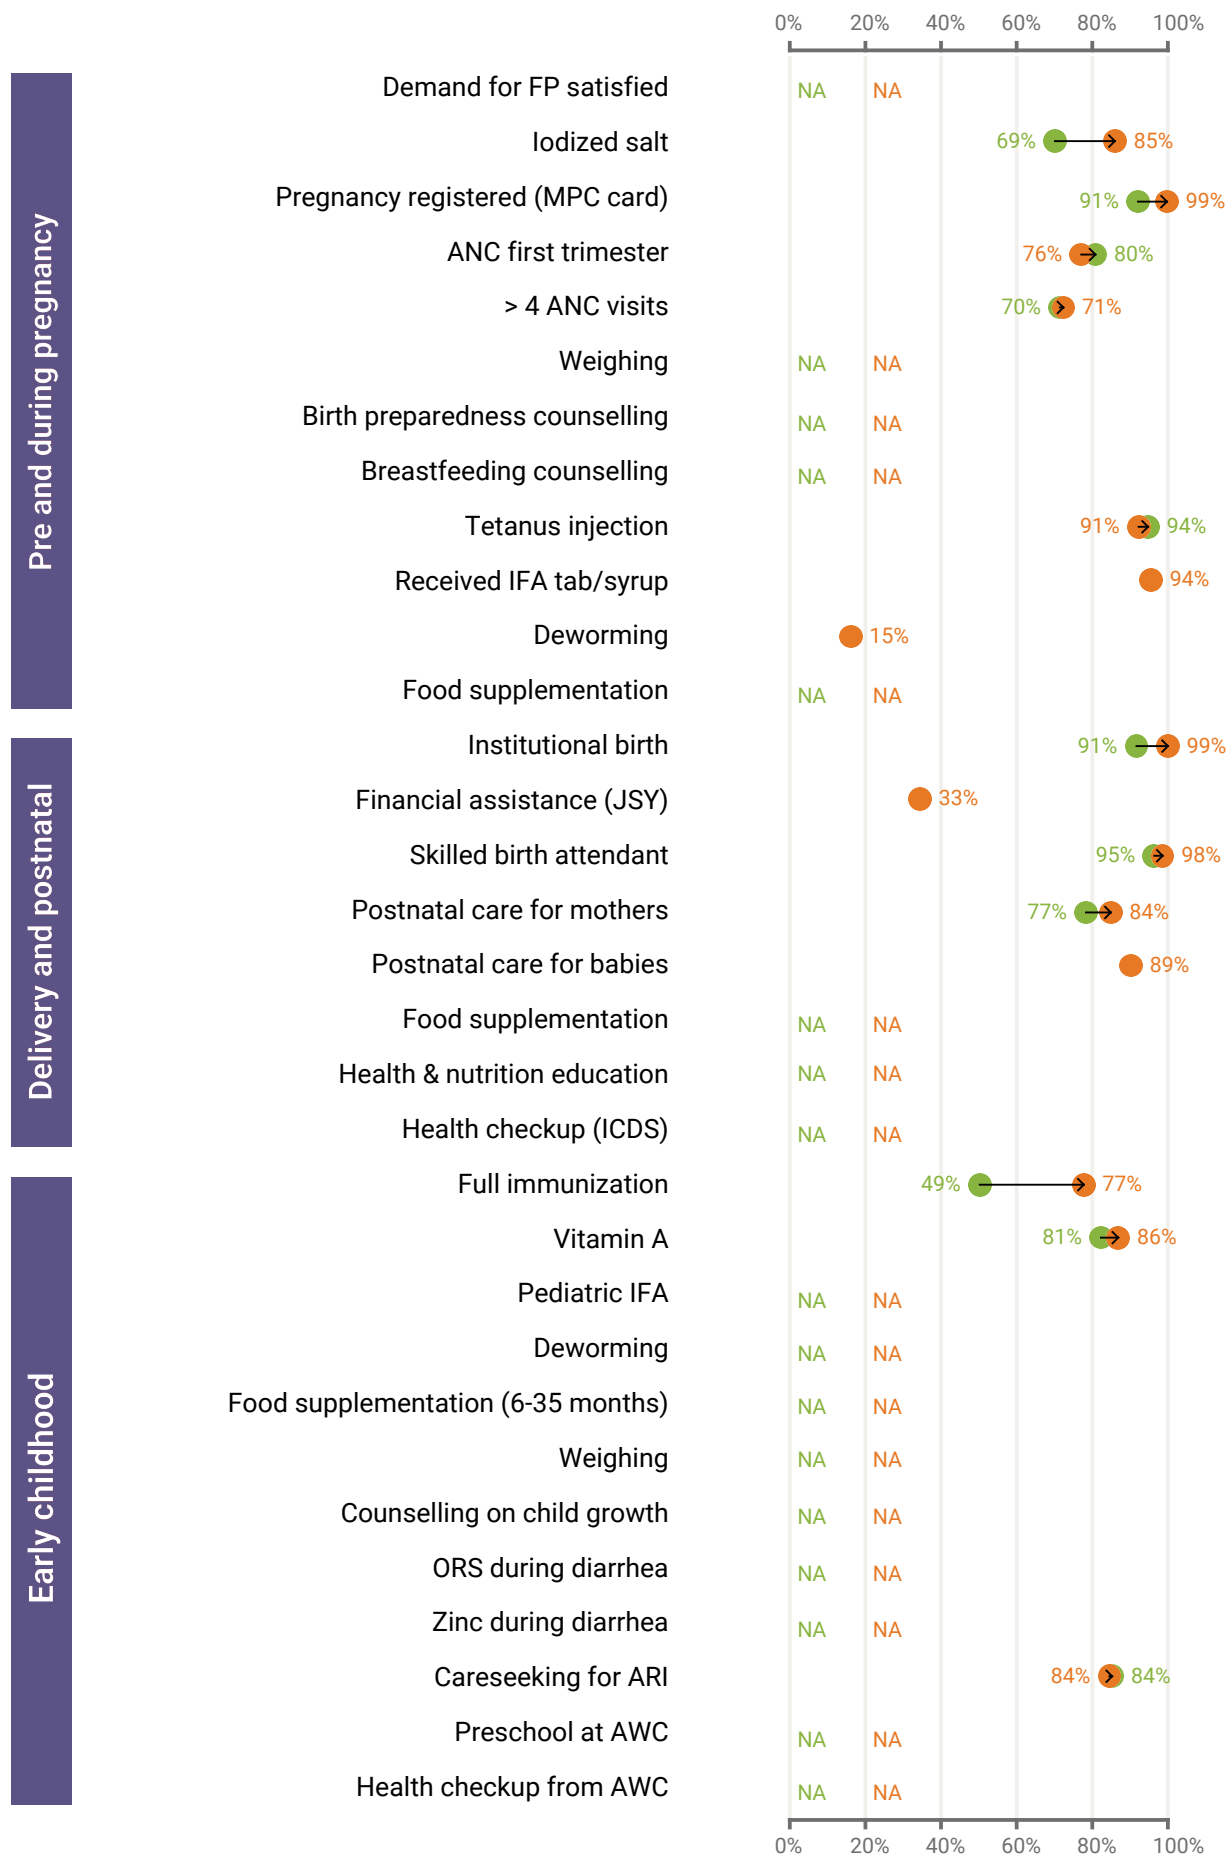 0% 20% 40% 60% 80% 100%
Pre and during pregnancy
Demand for FP satisfied NA NA
Iodized salt 69% 85%
Pregnancy registered (MPC card) 91% 99%
ANC first trimester 76% 80%
> 4 ANC visits 70% 71%
Weighing NA NA
Birth preparedness counselling NA NA
Breastfeeding counselling NA NA
Tetanus injection 91% 94%
Received IFA tab/syrup 94%
Deworming 15%
Food supplementation NA NA
Delivery and postnatal
Institutional birth 91% 99%
Financial assistance (JSY) 33%
Skilled birth attendant 95% 98%
Postnatal care for mothers 77% 84%
Postnatal care for babies 89%
Food supplementation NA NA
Health & nutrition education NA NA
Health checkup (ICDS) NA NA
Early childhood
Full immunization 49% 77%
Vitamin A 81% 86%
Pediatric IFA NA NA
Deworming NA NA
Food supplementation (6-35 months) NA NA
Weighing NA NA
Counselling on child growth NA NA
ORS during diarrhea NA NA
Zinc during diarrhea NA NA
Careseeking for ARI 84% 84%
Preschool at AWC NA NA
Health checkup from AWC NA NA
0% 20% 40% 60% 80% 100%